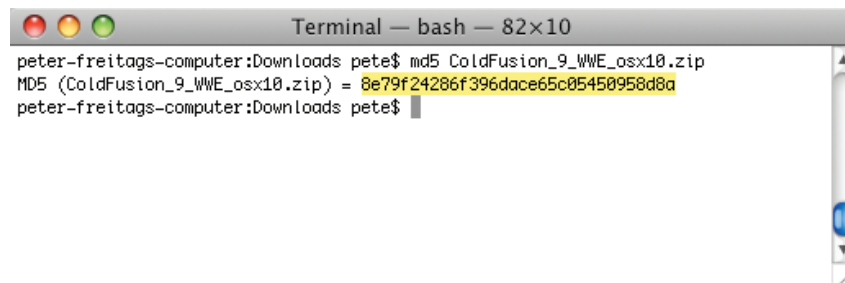 Terminal — bash — 82×10
peter-freitags-computer:Downloads pete$ md5 ColdFusion_9_WWE_osx10.zip
MD5 (ColdFusion_9_WWE_osx10.zip) = 8e79f24286f396dace65c05450958d8a
peter-freitags-computer:Downloads pete$